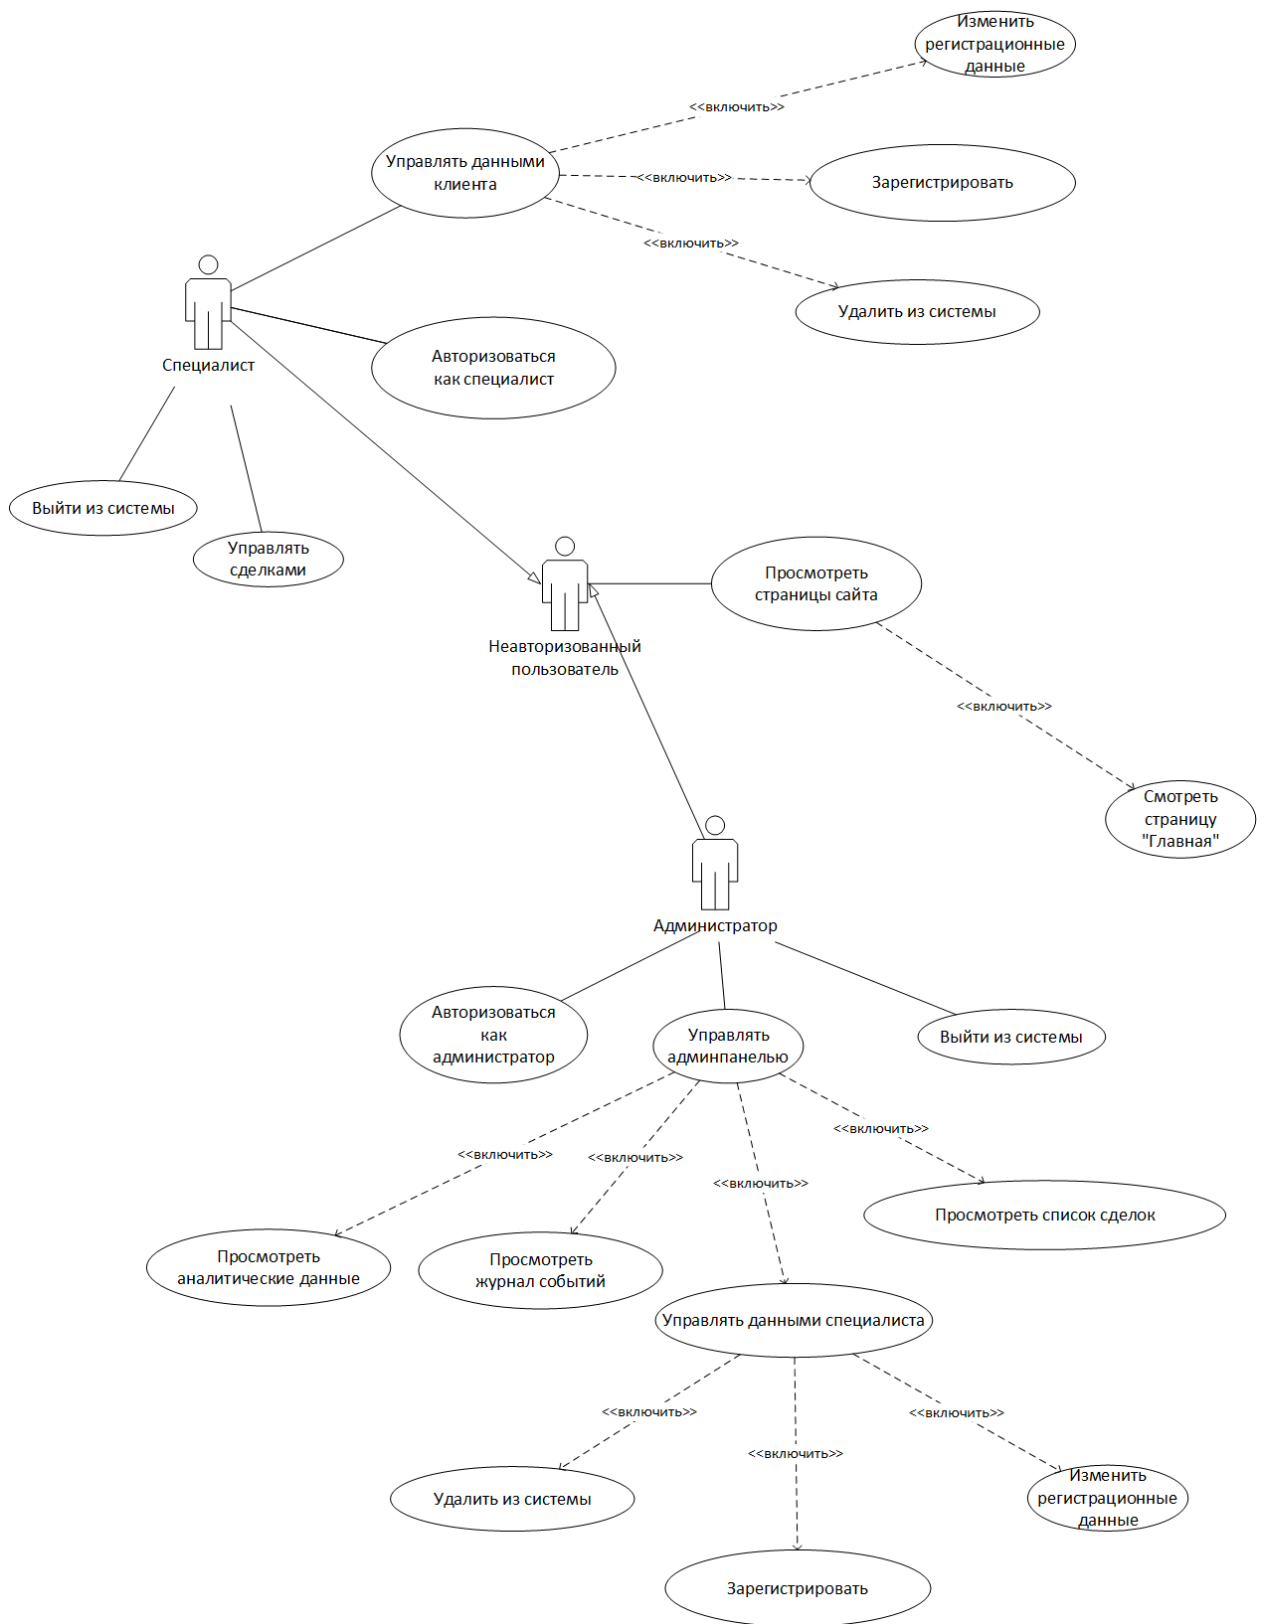 Изменить
регистрационные
данные
<<включить>>
Управлять данными
клиента
<<включить>>
Зарегистрировать
<<включить>>
Удалить из системы
Специалист
Авторизоваться
как специалист
Выйти из системы
Управлять
сделками
Просмотреть
страницы сайта
Неавторизованный
пользователь
<<включить>>
Смотреть
страницу
"Главная"
Администратор
Авторизоваться
как
администратор
Управлять
админпанелью
Выйти из системы
<<включить>>
<<включить>>
<<включить>>
<<включить>>
Просмотреть список сделок
Просмотреть
аналитические данные
Просмотреть
журнал событий
Управлять данными специалиста
<<включить>>
<<включить>>
<<включить>>
Удалить из системы
Изменить
регистрационные
данные
Зарегистрировать